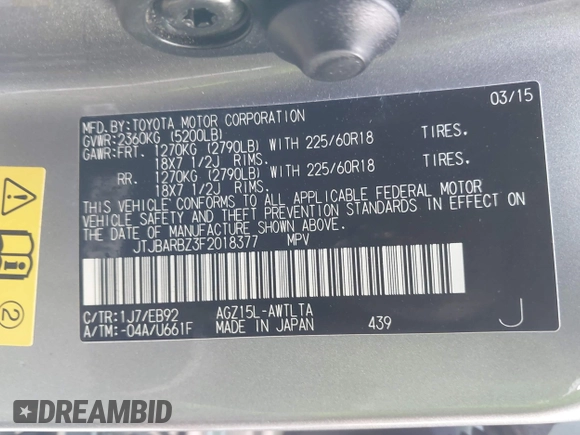 03/15
MFD.BY:TOYOTA MOTOR CORPORATION
GVWR:2360KG (5200LB)
GAWR:FRT. 1270KG (2790LB) WITH 225/60R18 TIRES.
18X7 1/2J RIMS.
RR. 1270KG (2790LB) WITH 225/60R18 TIRES.
18X7 1/2J RIMS.
THIS VEHICLE CONFORMS TO ALL APPLICABLE FEDERAL MOTOR
VEHICLE SAFETY AND THEFT PREVENTION STANDARDS IN EFFECT ON
THE DATE OF MANUFACTURE SHOWN ABOVE.
JTJBARBZ3F2018377 MPV
C/TR:1J7/EB92 AGZ15L-AWTLTA
A/TM:-04A/U661F MADE IN JAPAN 439 J
2
DREAMBID